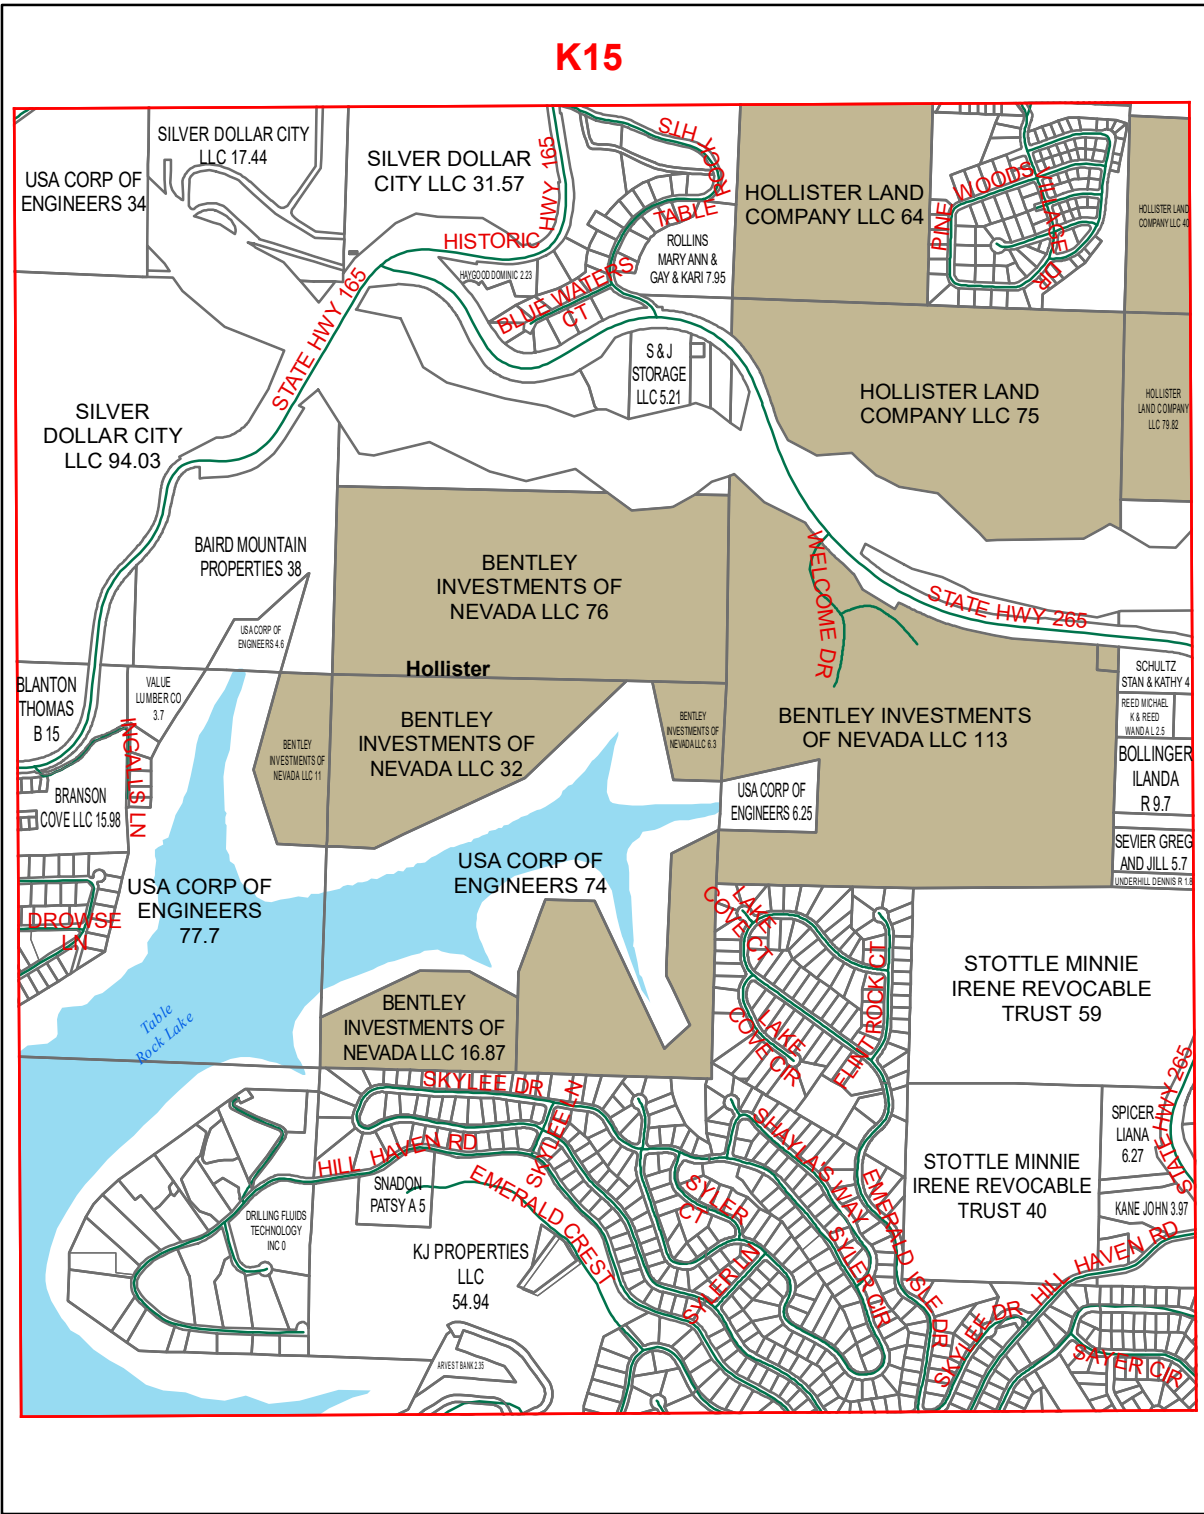 K15
SILVER DOLLAR CITY
LLC 17.44
USA CORP OF
ENGINEERS 34
SILVER DOLLAR
CITY LLC 31.57
HISTORIC HWY 165
TABLE ROCK HTS
HOLLISTER LAND
COMPANY LLC 64
PINE WOODS VILLAGE DR
HOLLISTER LAND
COMPANY LLC 40
ROLLINS
MARY ANN &
GAY & KARI 7.95
HAYGOOD DOMINIC 2.23
BLUE WATERS
CT
STATE HWY 165
S & J
STORAGE
LLC 5.21
HOLLISTER LAND
COMPANY LLC 75
HOLLISTER
LAND COMPANY
LLC 79.82
SILVER
DOLLAR CITY
LLC 94.03
BAIRD MOUNTAIN
PROPERTIES 38
BENTLEY
INVESTMENTS OF
NEVADA LLC 76
WELCOME DR
STATE HWY 265
USA CORP OF
ENGINEERS 4.6
Hollister
SCHULTZ
STAN & KATHY 4
BLANTON
THOMAS
B 15
VALUE
LUMBER CO
3.7
INGALLS LN
BENTLEY
INVESTMENTS OF
NEVADA LLC 11
BENTLEY
INVESTMENTS OF
NEVADA LLC 32
BENTLEY
INVESTMENTS OF
NEVADA LLC 6.3
BENTLEY INVESTMENTS
OF NEVADA LLC 113
REED MICHAEL
K & REED
WANDA L 2.5
BOLLINGER
ILANDA
R 9.7
BRANSON
COVE LLC 15.98
USA CORP OF
ENGINEERS 6.25
SEVIER GREG
AND JILL 5.7
UNDERHILL DENNIS R 1.8
USA CORP OF
ENGINEERS
77.7
USA CORP OF
ENGINEERS 74
DROWSE
LN
LAKE
COVE CT
FLINTROCK CT
STOTTLE MINNIE
IRENE REVOCABLE
TRUST 59
Table
Rock Lake
BENTLEY
INVESTMENTS OF
NEVADA LLC 16.87
LAKE
COVE CIR
STATE HWY 265
SKYLEE DR
SKYLEE LN
SHAYLA'S WAY
SPICER
LIANA
6.27
HILL HAVEN RD
SNADON
PATSY A 5
EMERALD CREST
SYLER
CT
EMERALD ISLE DR
STOTTLE MINNIE
IRENE REVOCABLE
TRUST 40
KANE JOHN 3.97
DRILLING FLUIDS
TECHNOLOGY
INC 0
KJ PROPERTIES
LLC
54.94
SYLER LN
SYLER CIR
SKYLEE DR
HILL HAVEN RD
SAYER CIR
ARVEST BANK 2.35